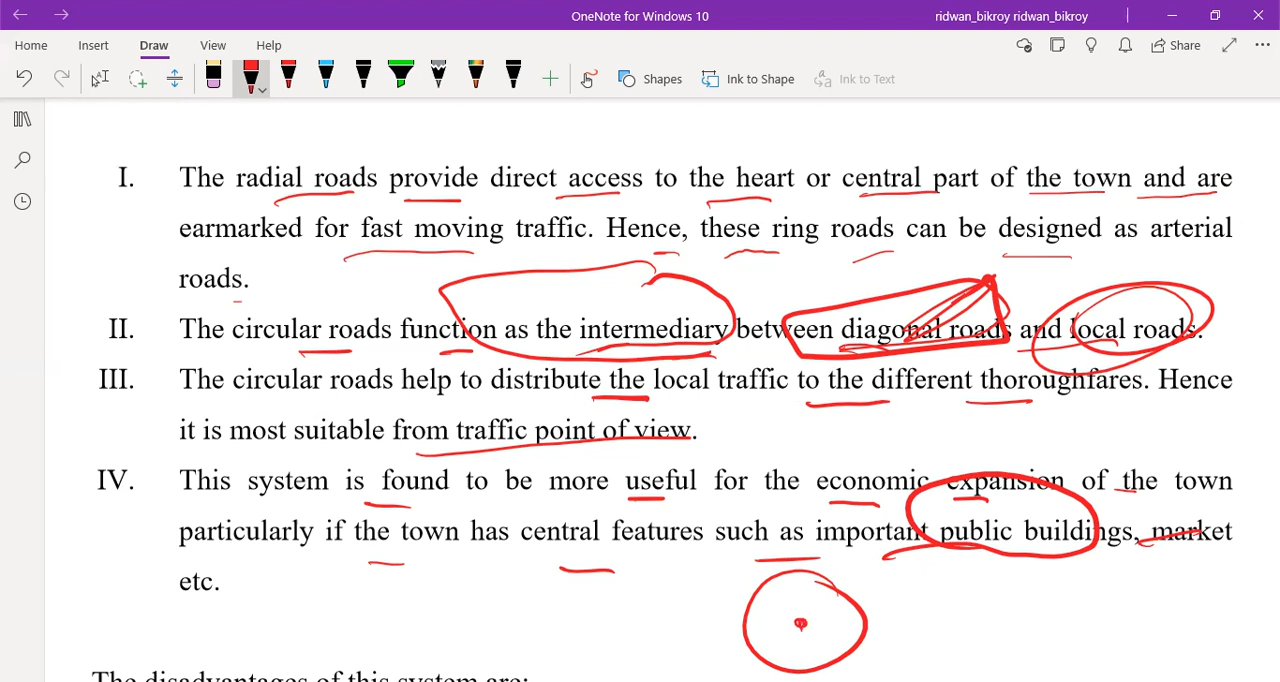 OneNote for Windows 10
ridwan_bikroy ridwan_bikroy
Home Insert Draw View Help
Share
Shapes Ink to Shape Ink to Text
I. The radial roads provide direct access to the heart or central part of the town and are
earmarked for fast moving traffic. Hence, these ring roads can be designed as arterial
roads.
II. The circular roads function as the intermediary between diagonal roads and local roads.
III. The circular roads help to distribute the local traffic to the different thoroughfares. Hence
it is most suitable from traffic point of view.
IV. This system is found to be more useful for the economic expansion of the town
particularly if the town has central features such as important public buildings, market
etc.
The disadvantages of this system are: